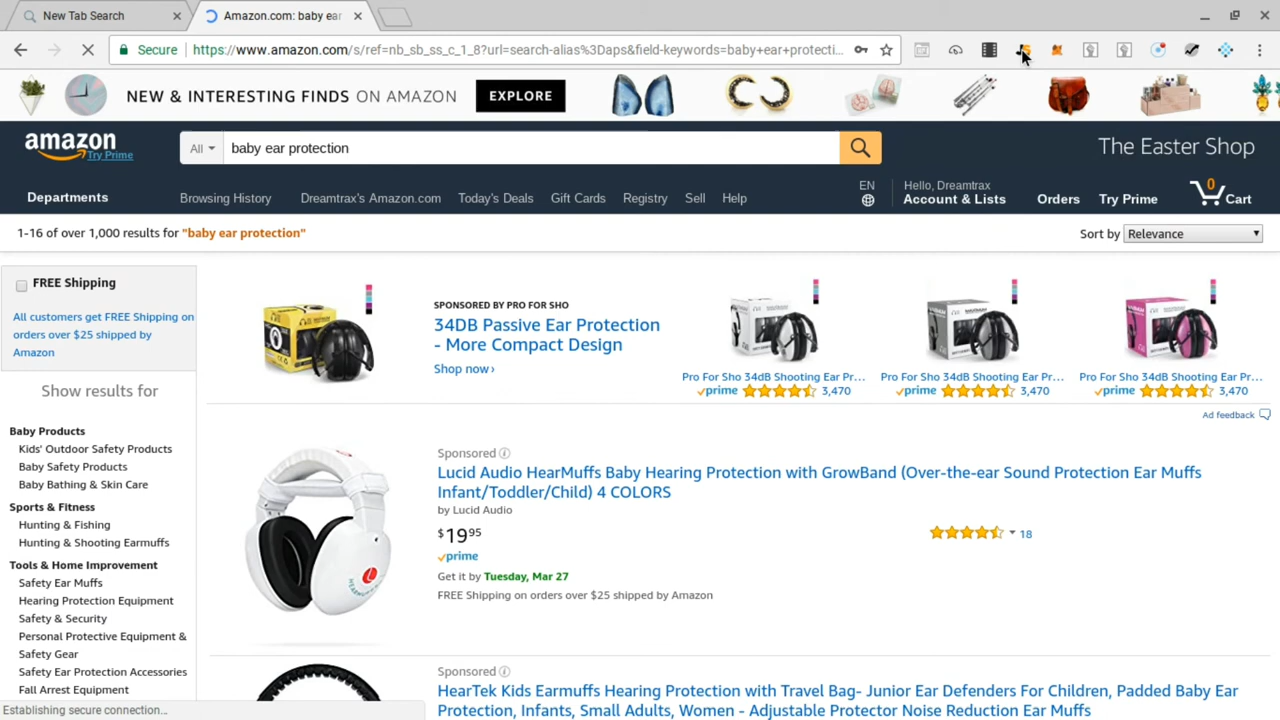 New Tab Search
Amazon.com: baby ear
Secure https://www.amazon.com/s/ref=nb_sb_ss_c_1_8?url=search-alias%3Daps&field-keywords=baby+ear+protecti...
NEW & INTERESTING FINDS ON AMAZON EXPLORE
amazon
Try Prime
All
baby ear protection
The Easter Shop
Departments
Browsing History
Dreamtrax's Amazon.com
Today's Deals
Gift Cards
Registry
Sell
Help
EN
Hello, Dreamtrax
Account & Lists
Orders
Try Prime
0
Cart
1-16 of over 1,000 results for "baby ear protection"
Sort by Relevance
FREE Shipping
All customers get FREE Shipping on
orders over $25 shipped by
Amazon
Show results for
Baby Products
Kids' Outdoor Safety Products
Baby Safety Products
Baby Bathing & Skin Care
Sports & Fitness
Hunting & Fishing
Hunting & Shooting Earmuffs
Tools & Home Improvement
Safety Ear Muffs
Hearing Protection Equipment
Safety & Security
Personal Protective Equipment &
Safety Gear
Safety Ear Protection Accessories
Fall Arrest Equipment
SPONSORED BY PRO FOR SHO
34DB Passive Ear Protection
- More Compact Design
Shop now ›
Pro For Sho 34dB Shooting Ear Pr...
prime 3,470
Pro For Sho 34dB Shooting Ear Pr...
prime 3,470
Pro For Sho 34dB Shooting Ear Pr...
prime 3,470
Ad feedback
Sponsored
Lucid Audio HearMuffs Baby Hearing Protection with GrowBand (Over-the-ear Sound Protection Ear Muffs
Infant/Toddler/Child) 4 COLORS
by Lucid Audio
$19 95
prime
18
Get it by Tuesday, Mar 27
FREE Shipping on orders over $25 shipped by Amazon
Sponsored
HearTek Kids Earmuffs Hearing Protection with Travel Bag- Junior Ear Defenders For Children, Padded Baby Ear
Protection, Infants, Small Adults, Women - Adjustable Protector Noise Reduction Ear Muffs
Establishing secure connection...